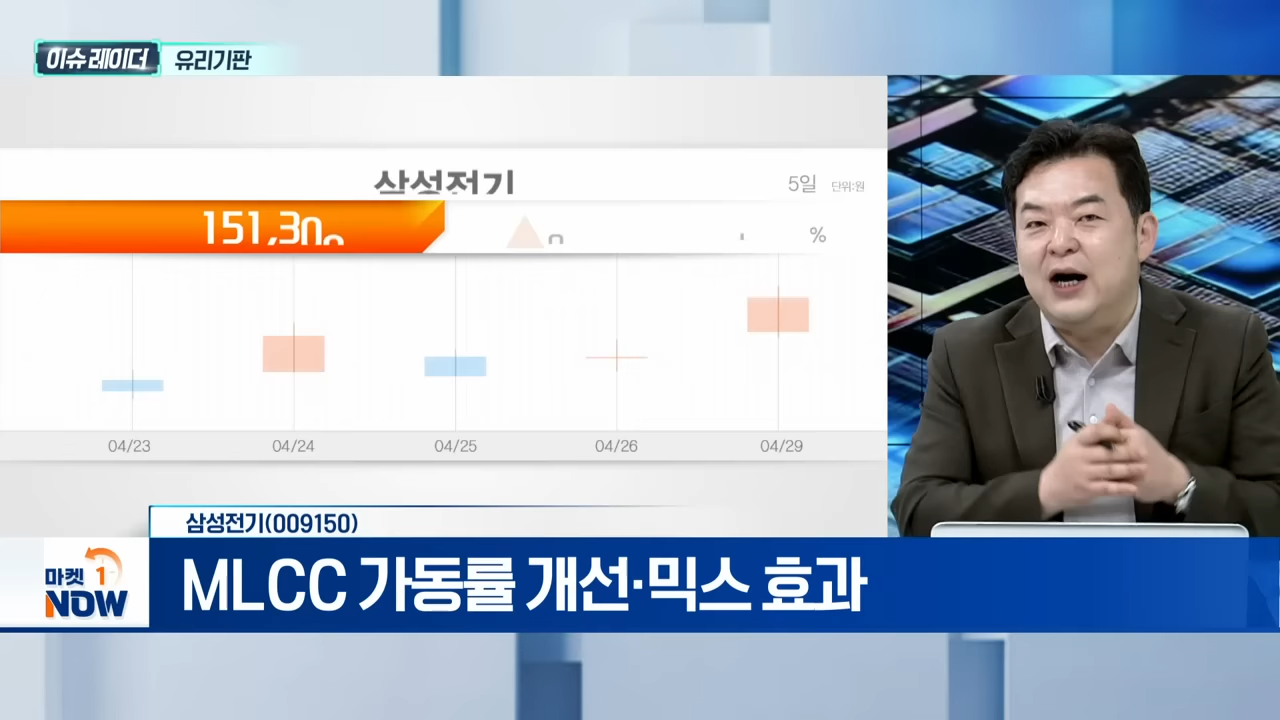 이슈 레이더 유리기판
삼성전기
5일 단위:원
%
04/23 04/24 04/25 04/26 04/29
삼성전기(009150)
마켓 1
NOW
MLCC 가동률 개선·믹스 효과